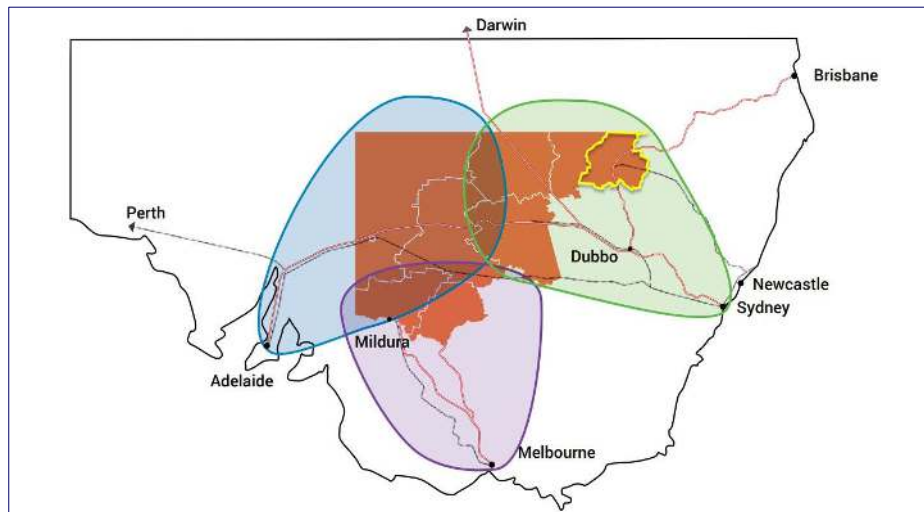 Darwin
Brisbane
Perth
Dubbo
Newcastle
Sydney
Mildura
Adelaide
Melbourne